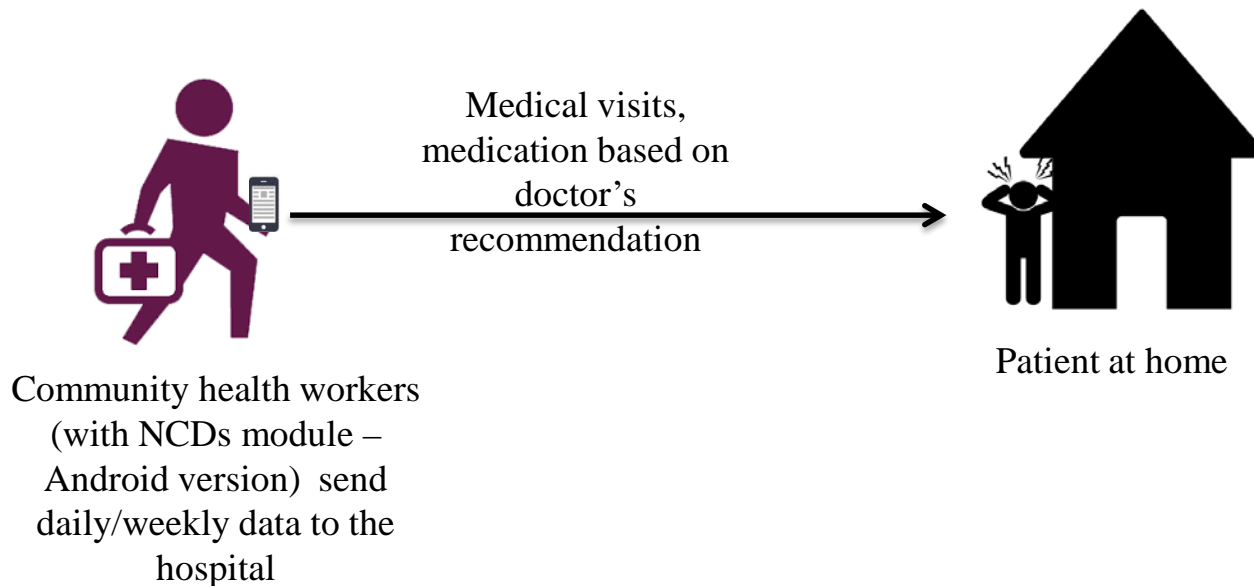 Medical visits,
medication based on
doctor’s
recommendation
Patient at home
Community health workers
(with NCDs module –
Android version)  send
daily/weekly data to the
hospital